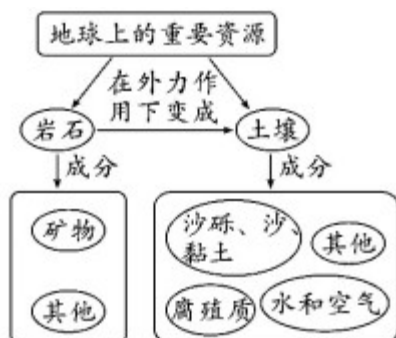 地球上的重要资源
在外力作
用下变成
岩石
土壤
成分
成分
矿物
其他
沙砾、沙、
黏土
其他
腐殖质
水和空气